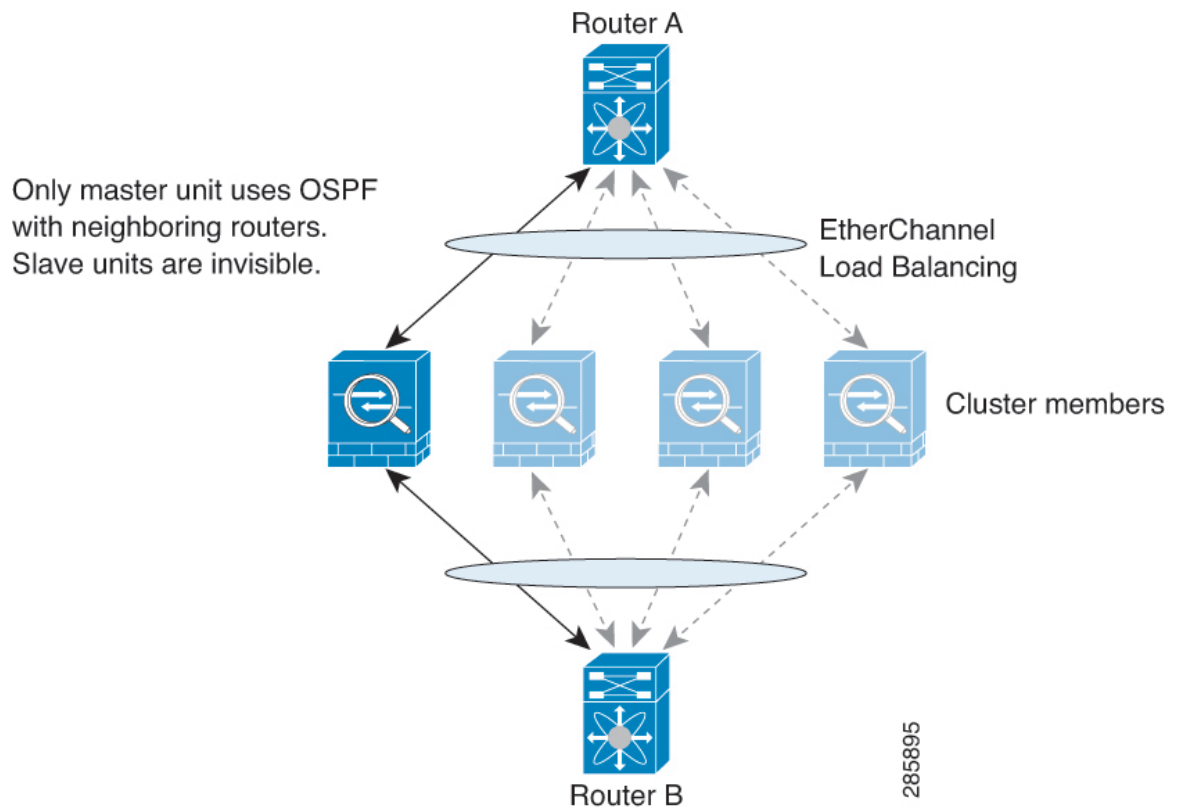 Router A
Only master unit uses OSPF
with neighboring routers.
Slave units are invisible.
EtherChannel
Load Balancing
Cluster members
Router B
285895